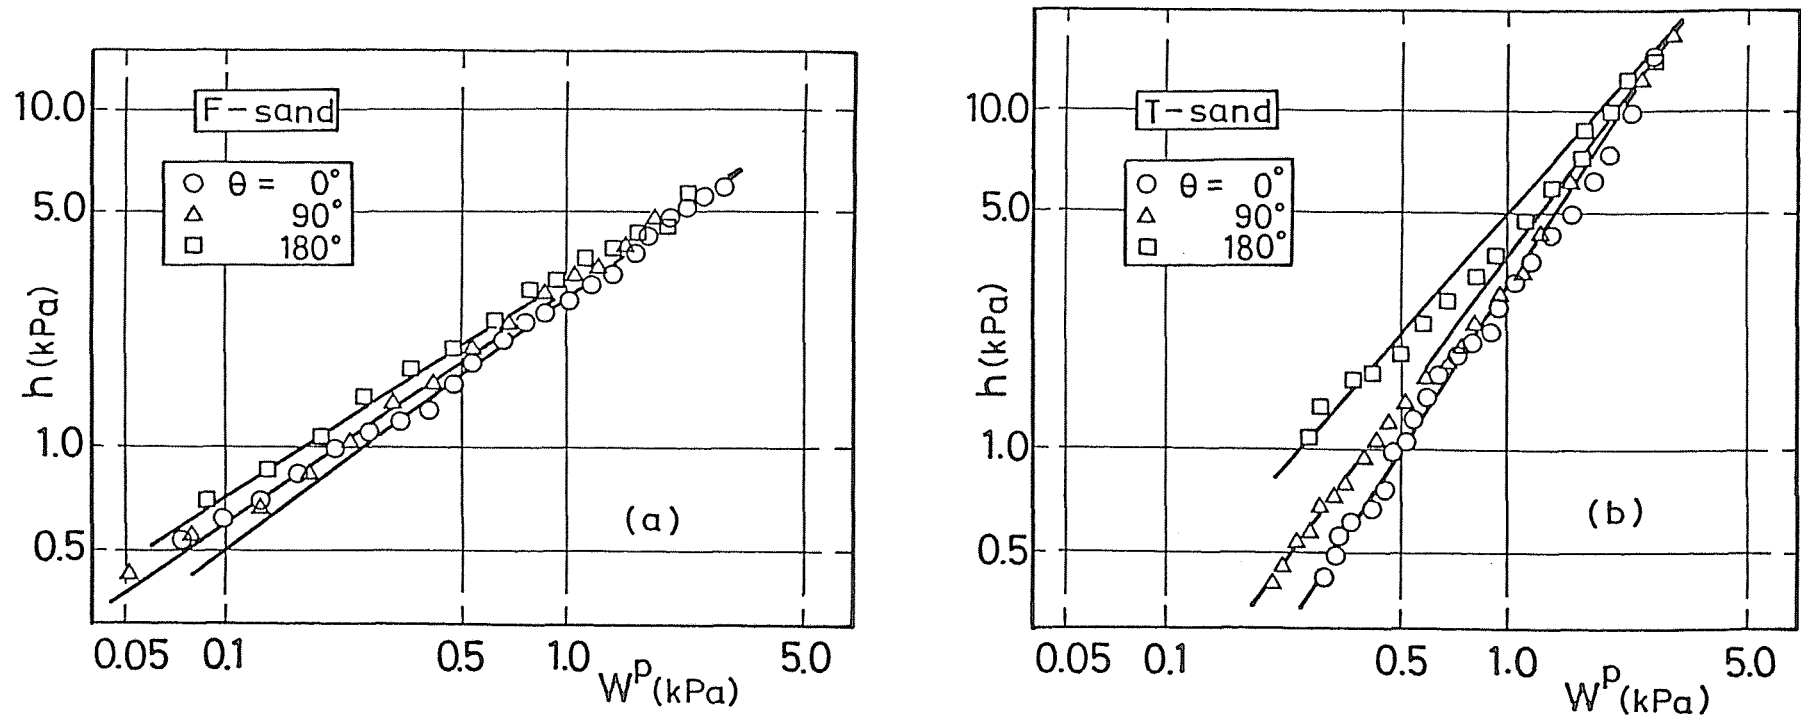 F-sand
○ θ = 0°
△ 90°
□ 180°
10.0
5.0
1.0
0.5
h (kPa)
(a)
0.05 0.1 0.5 1.0 5.0
Wᵖ (kPa)
T-sand
○ θ = 0°
△ 90°
□ 180°
10.0
5.0
1.0
0.5
h (kPa)
(b)
0.05 0.1 0.5 1.0 5.0
Wᵖ (kPa)